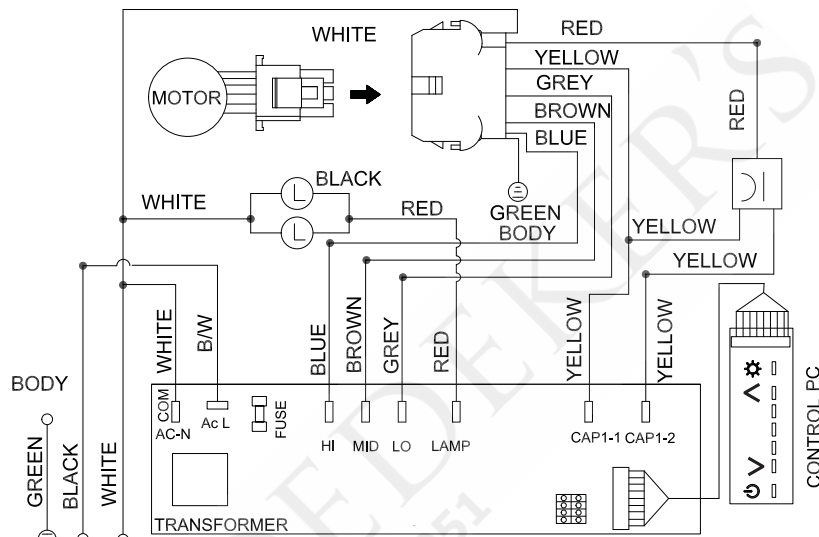 RED
WHITE
YELLOW
GREY
MOTOR
BROWN
RED
BLUE
BLACK
WHITE
RED
GREEN
BODY
L
L
YELLOW
YELLOW
WHITE
B/W
BLUE
BROWN
GREY
RED
YELLOW
YELLOW
CONTROL PC
BODY
COM
AC-N
Ac L
FUSE
HI
MID
LO
LAMP
CAP1-1
CAP1-2
GREEN
BLACK
WHITE
TRANSFORMER
EDEKER'S
951